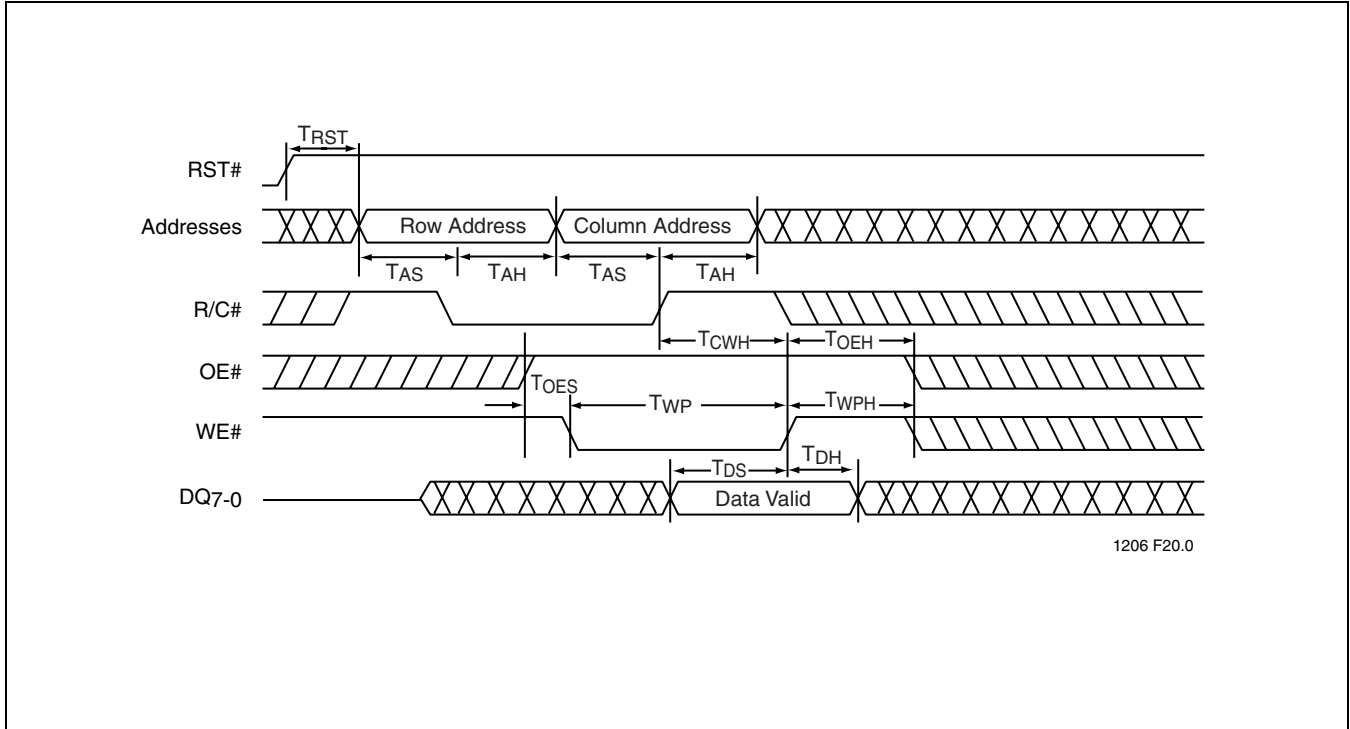 TRST
RST#
Addresses
Row Address
Column Address
TAS
TAH
TAS
TAH
R/C#
TCWH
TOEH
OE#
TOES
TWP
TWPH
WE#
TDS
TDH
DQ7-0
Data Valid
1206 F20.0